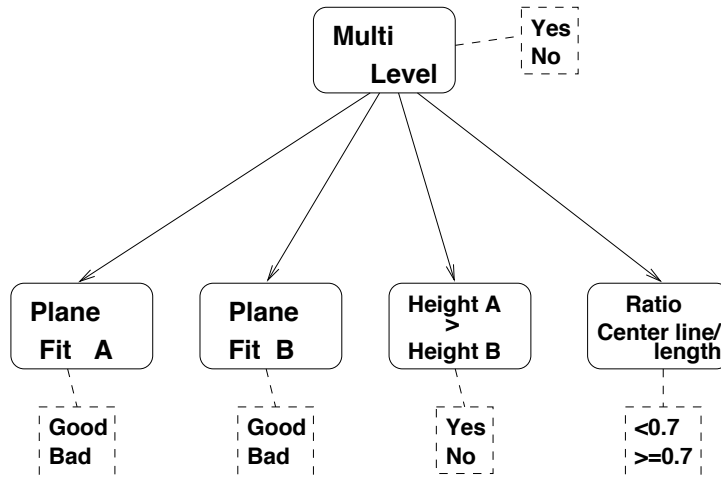 Multi
Level
Yes
No
Plane
Fit A
Plane
Fit B
Height A
>
Height B
Ratio
Center line/
length
Good
Bad
Good
Bad
Yes
No
<0.7
>=0.7